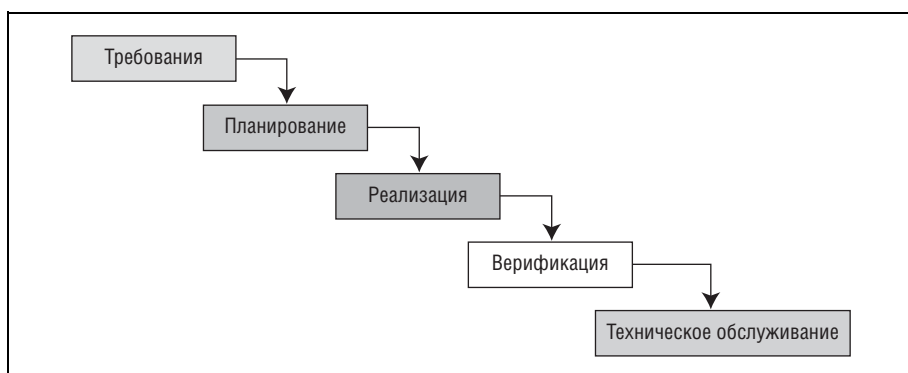 Требования
Планирование
Реализация
Верификация
Техническое обслуживание